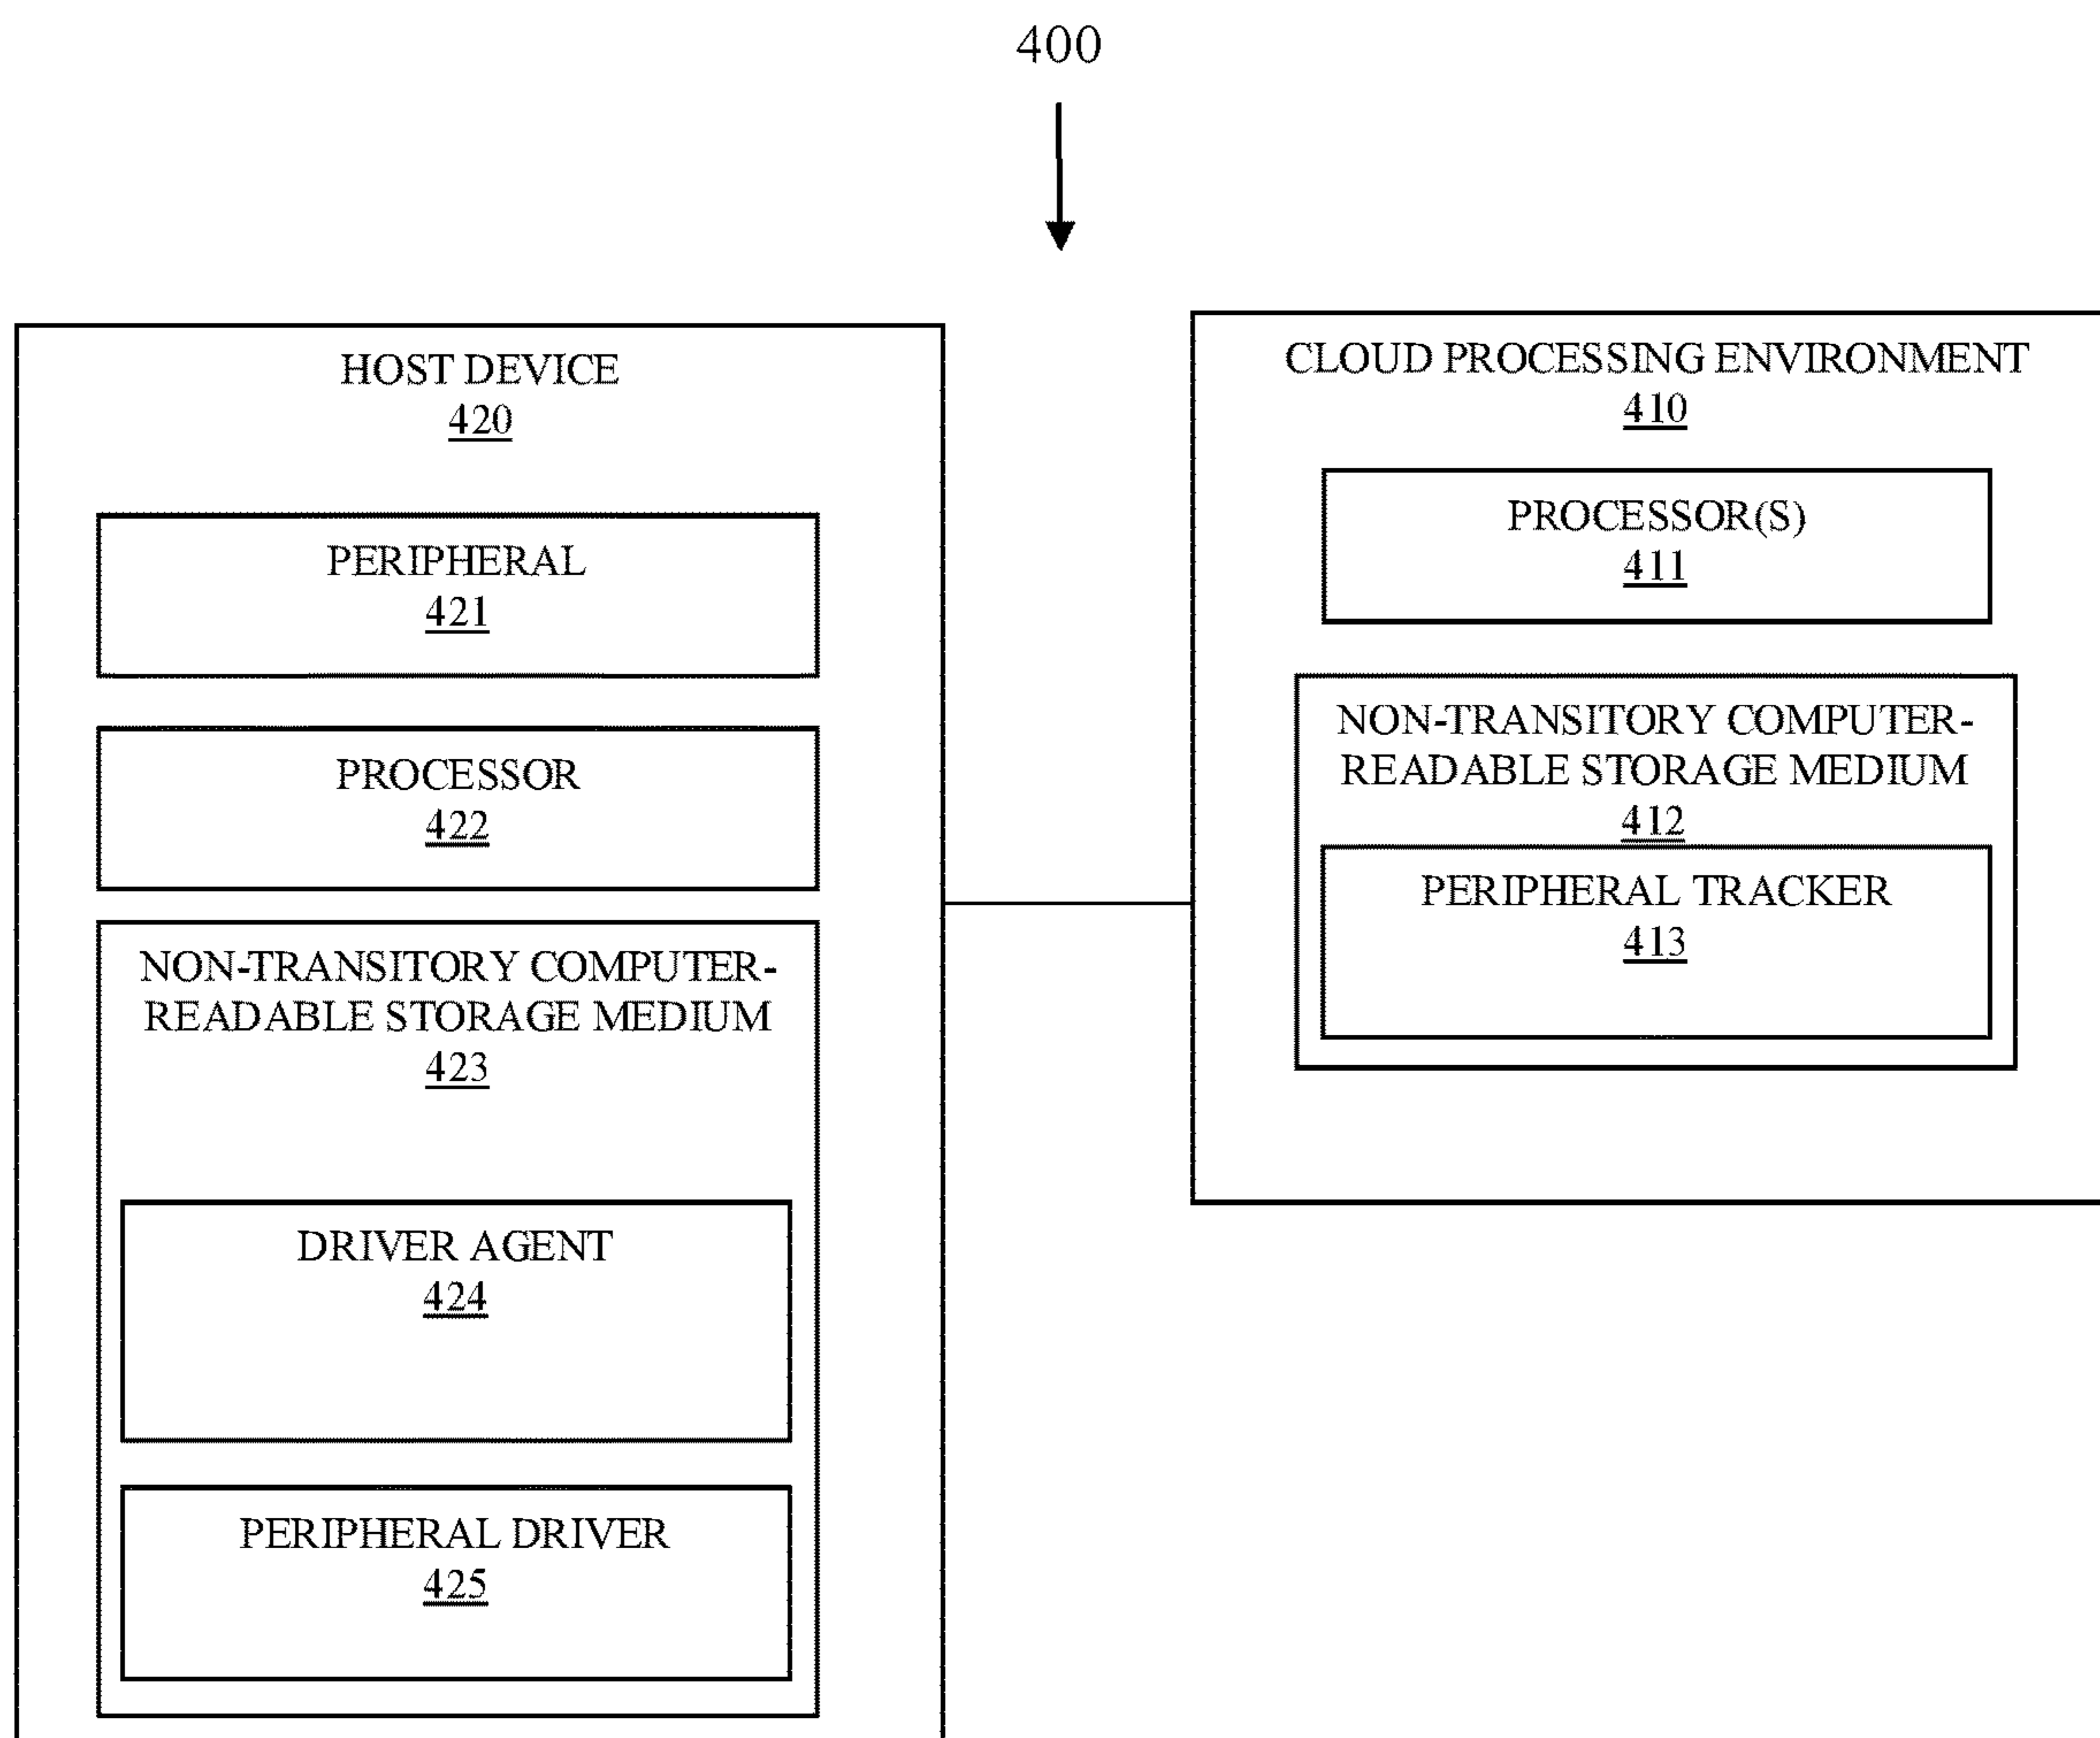 400
HOST DEVICE
420
PERIPHERAL
421
PROCESSOR
422
NON-TRANSITORY COMPUTER-
READABLE STORAGE MEDIUM
423
DRIVER AGENT
424
PERIPHERAL DRIVER
425
CLOUD PROCESSING ENVIRONMENT
410
PROCESSOR(S)
411
NON-TRANSITORY COMPUTER-
READABLE STORAGE MEDIUM
412
PERIPHERAL TRACKER
413